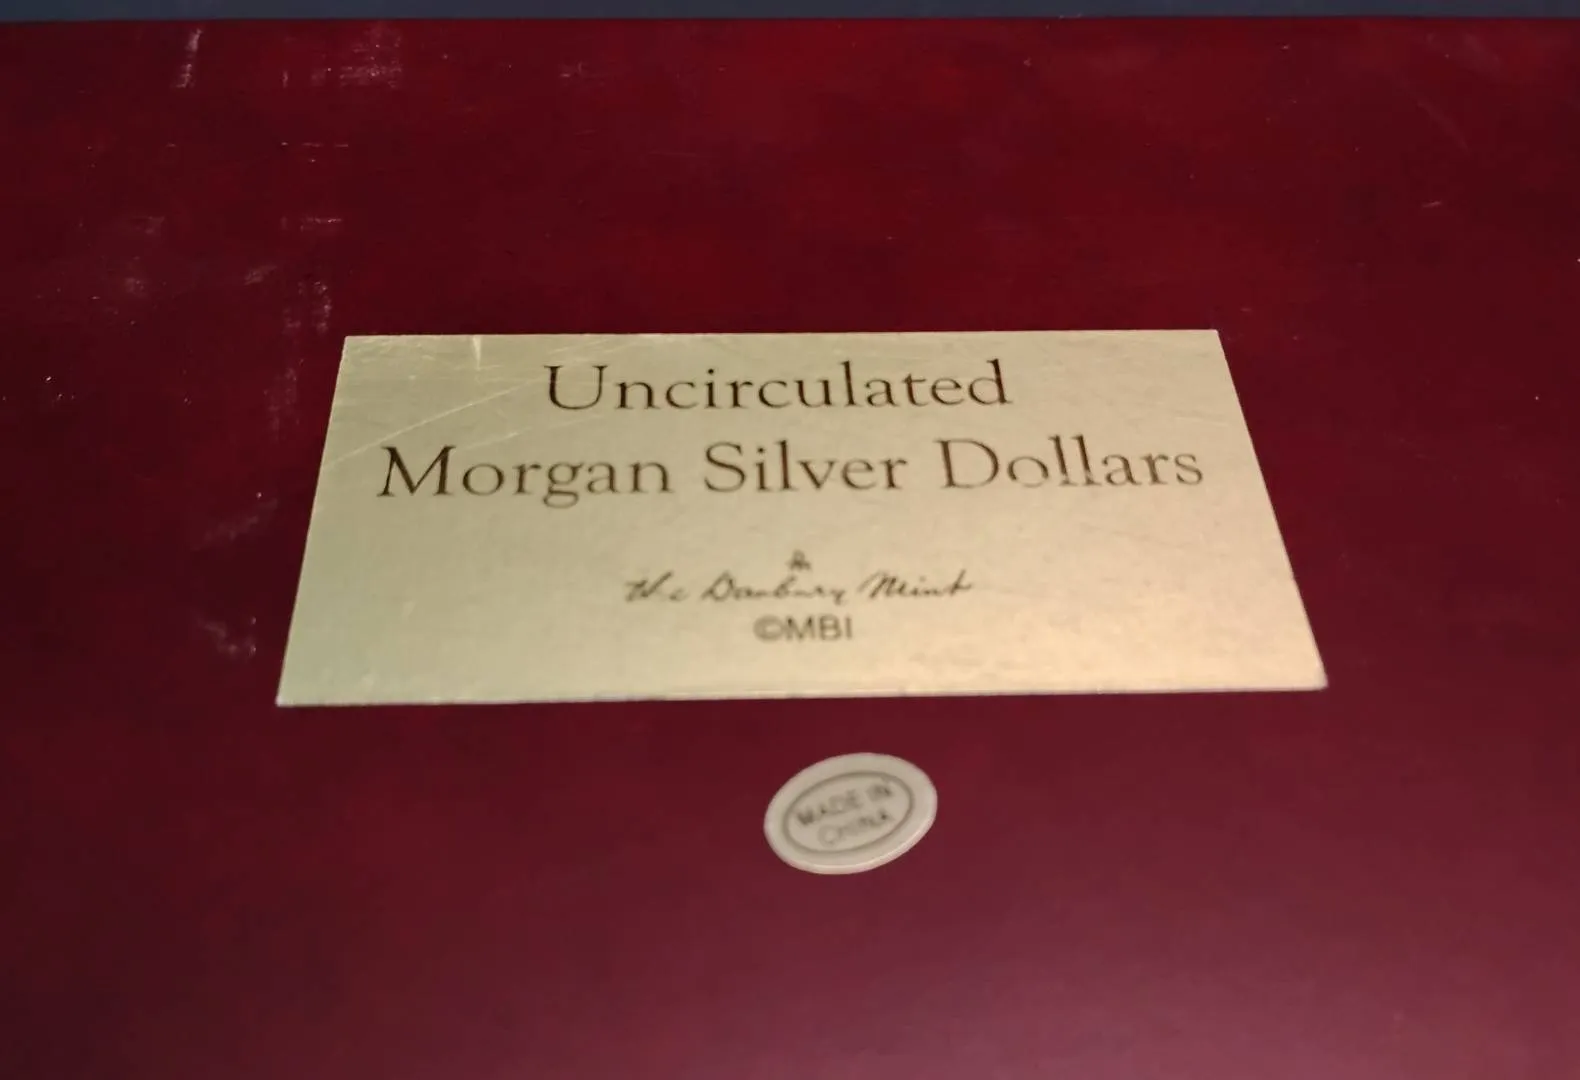 Uncirculated
Morgan Silver Dollars
The Danbury Mint
©MBI
MADE IN
CHINA